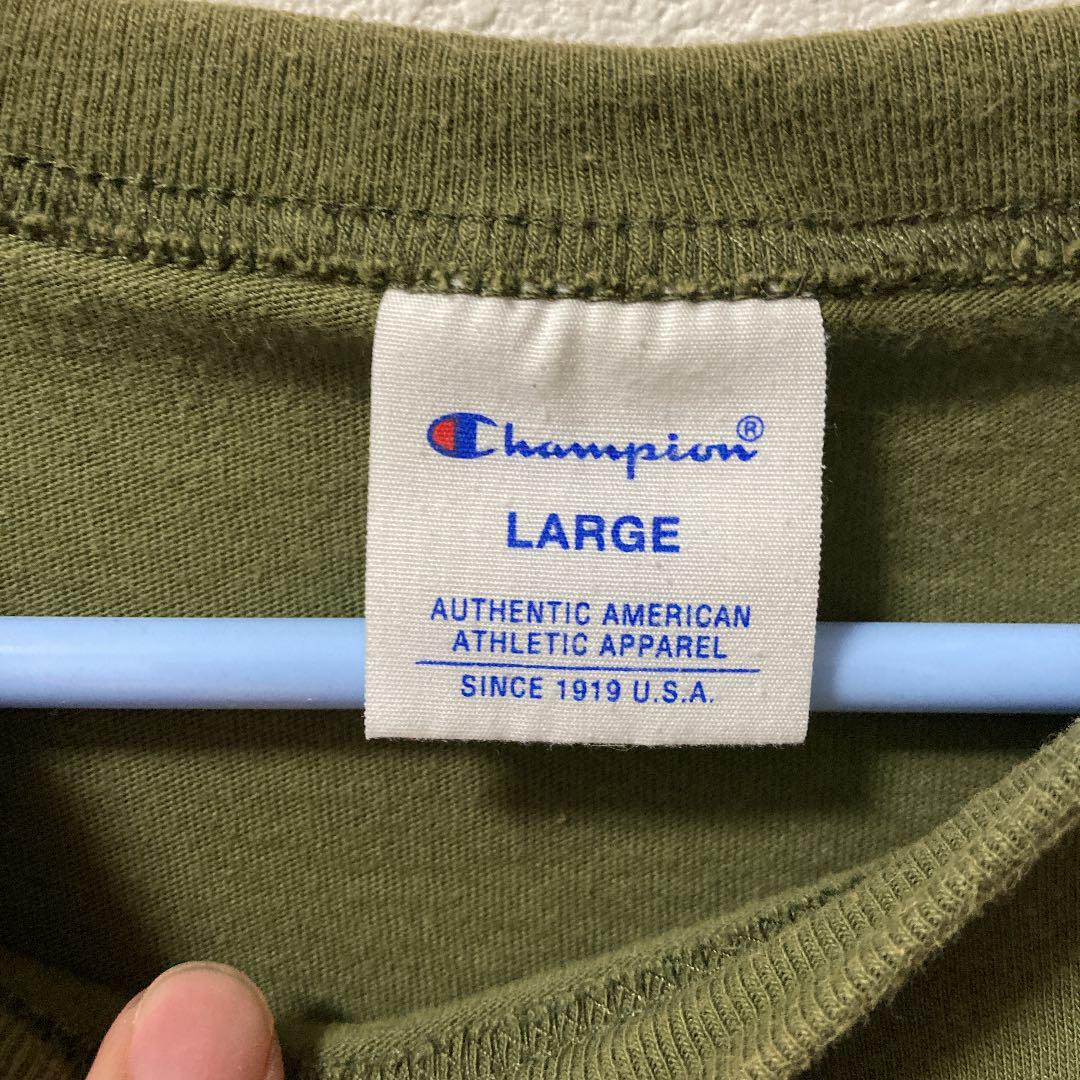 Champion®
LARGE
AUTHENTIC AMERICAN
ATHLETIC APPAREL
SINCE 1919 U.S.A.